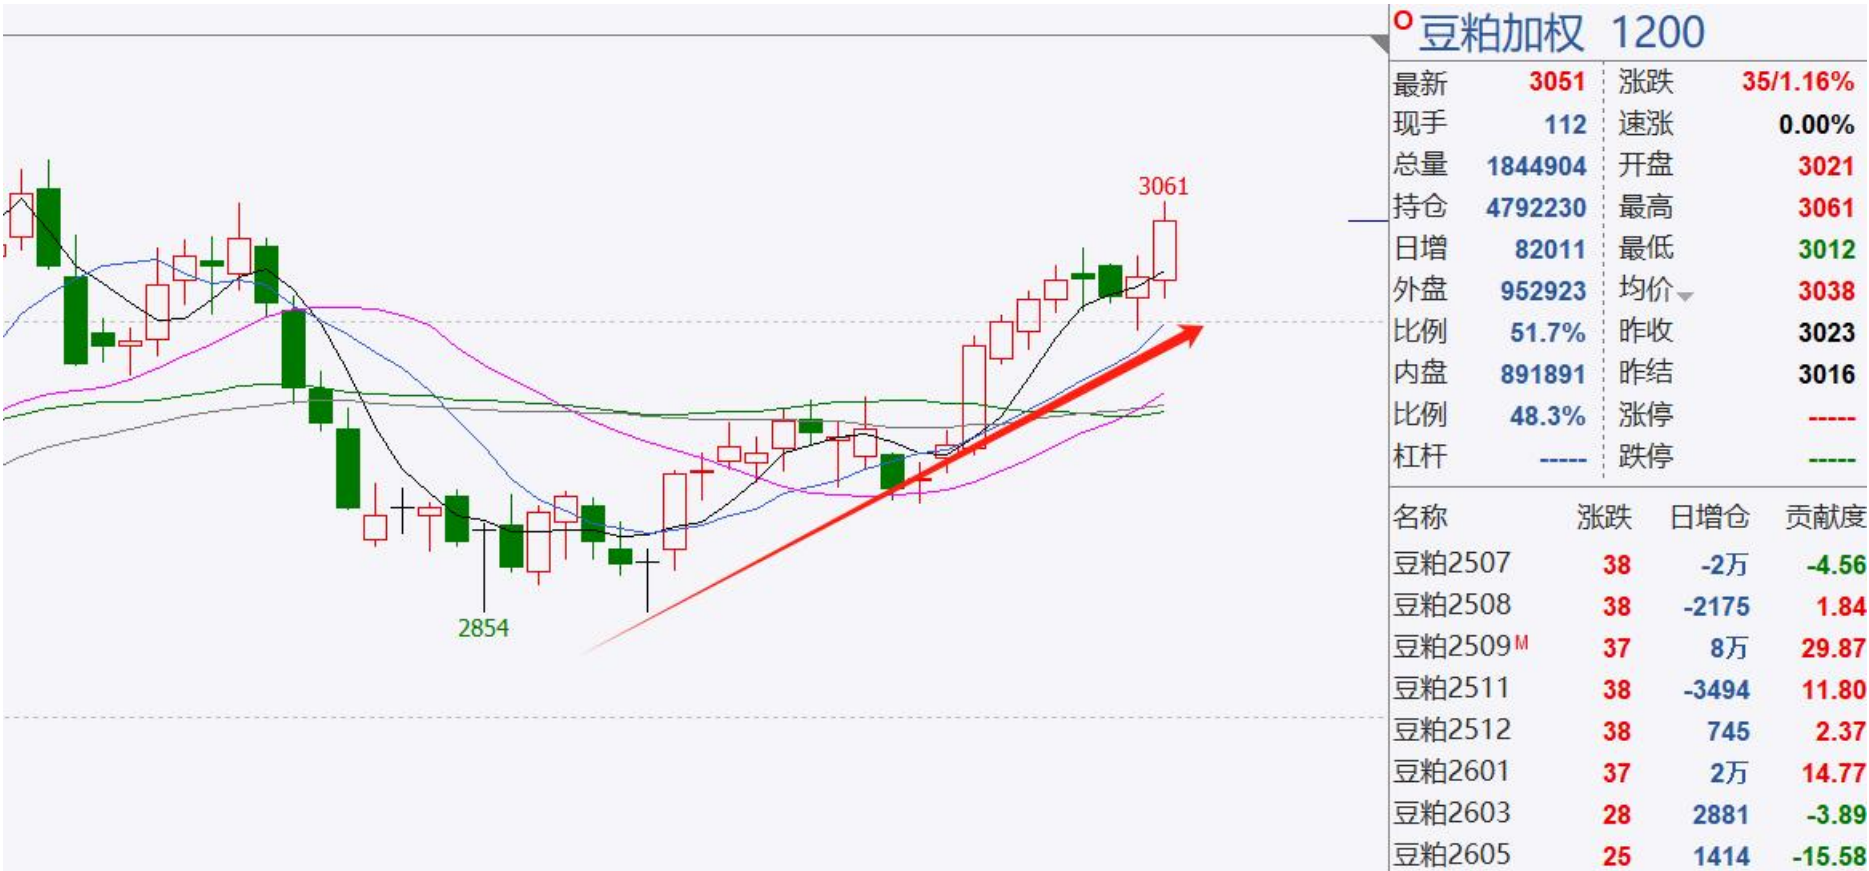 豆粕加权 1200
最新 3051 涨跌 35/1.16%
现手 112 速涨 0.00%
总量 1844904 开盘 3021
持仓 4792230 最高 3061
日增 82011 最低 3012
外盘 952923 均价 3038
比例 51.7% 昨收 3023
内盘 891891 昨结 3016
比例 48.3% 涨停 -----
杠杆 ----- 跌停 -----
名称 涨跌 日增仓 贡献度
豆粕2507 38 -2万 -4.56
豆粕2508 38 -2175 1.84
豆粕2509 M 37 8万 29.87
豆粕2511 38 -3494 11.80
豆粕2512 38 745 2.37
豆粕2601 37 2万 14.77
豆粕2603 28 2881 -3.89
豆粕2605 25 1414 -15.58
3061
2854